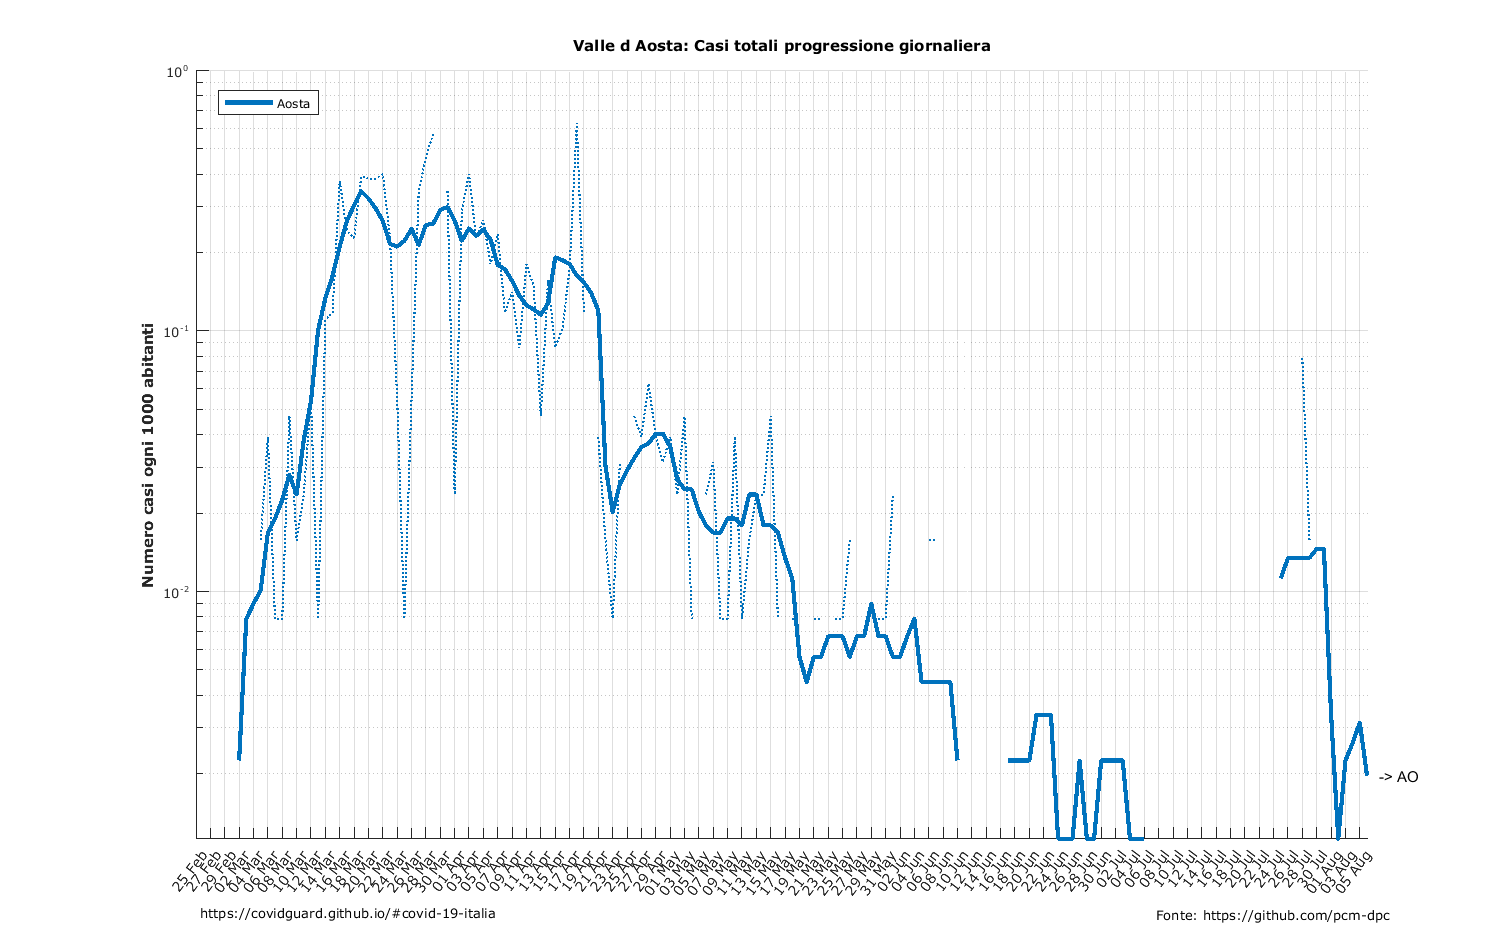 Valle d Aosta: Casi totali progressione giornaliera
Aosta
Numero casi ogni 1000 abitanti
10⁰
10⁻¹
10⁻²
-> AO
25 Feb
27 Feb
29 Feb
02 Mar
04 Mar
06 Mar
08 Mar
10 Mar
12 Mar
14 Mar
16 Mar
18 Mar
20 Mar
22 Mar
24 Mar
26 Mar
28 Mar
30 Mar
01 Apr
03 Apr
05 Apr
07 Apr
09 Apr
11 Apr
13 Apr
15 Apr
17 Apr
19 Apr
21 Apr
23 Apr
25 Apr
27 Apr
29 Apr
01 May
03 May
05 May
07 May
09 May
11 May
13 May
15 May
17 May
19 May
21 May
23 May
25 May
27 May
29 May
31 May
02 Jun
04 Jun
06 Jun
08 Jun
10 Jun
12 Jun
14 Jun
16 Jun
18 Jun
20 Jun
22 Jun
24 Jun
26 Jun
28 Jun
30 Jun
02 Jul
04 Jul
06 Jul
08 Jul
10 Jul
12 Jul
14 Jul
16 Jul
18 Jul
20 Jul
22 Jul
24 Jul
26 Jul
28 Jul
30 Jul
01 Aug
03 Aug
05 Aug
https://covidguard.github.io/#covid-19-italia
Fonte: https://github.com/pcm-dpc